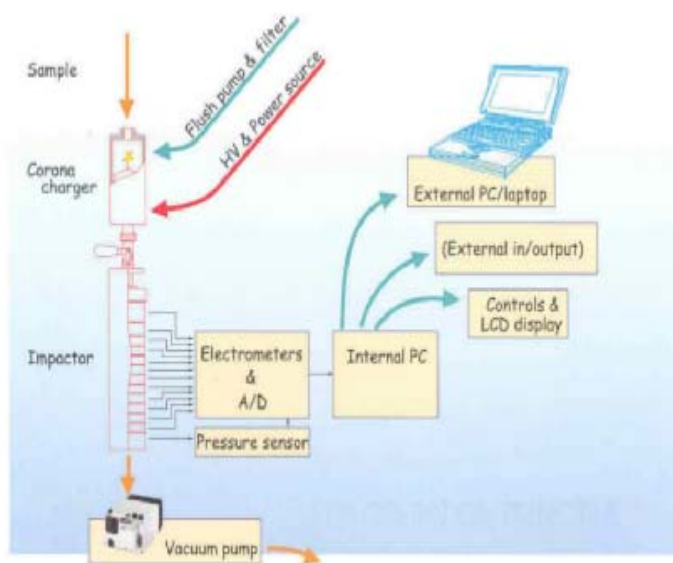 Sample
Flush pump & filter
HV & Power source
Corona
charger
External PC/laptop
(External in/output)
Controls &
LCD display
Impactor
Electrometers
&
A/D
Internal PC
Pressure sensor
Vacuum pump